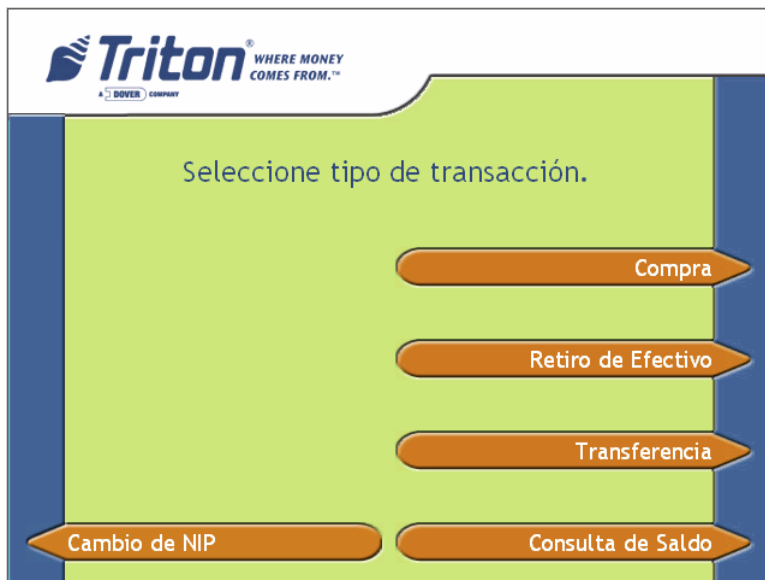 Triton® WHERE MONEY
COMES FROM.™
A DOVER COMPANY
Seleccione tipo de transacción.
Compra
Retiro de Efectivo
Transferencia
Cambio de NIP
Consulta de Saldo